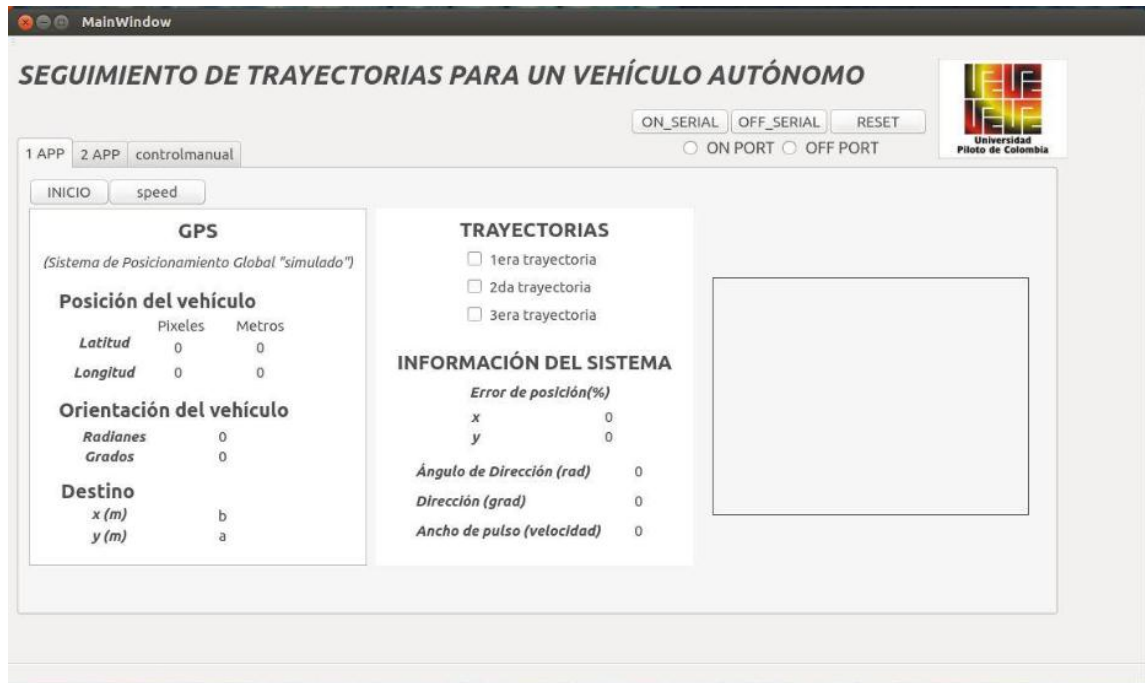 MainWindow
SEGUIMIENTO DE TRAYECTORIAS PARA UN VEHÍCULO AUTÓNOMO
ON_SERIAL OFF_SERIAL RESET
ON PORT OFF PORT
Universidad
Piloto de Colombia
1 APP 2 APP controlmanual
INICIO speed
GPS
(Sistema de Posicionamiento Global "simulado")
Posición del vehículo
Pixeles Metros
Latitud 0 0
Longitud 0 0
Orientación del vehículo
Radianes 0
Grados 0
Destino
x (m) b
y (m) a
TRAYECTORIAS
1era trayectoria
2da trayectoria
3era trayectoria
INFORMACIÓN DEL SISTEMA
Error de posición(%)
x 0
y 0
Ángulo de Dirección (rad) 0
Dirección (grad) 0
Ancho de pulso (velocidad) 0